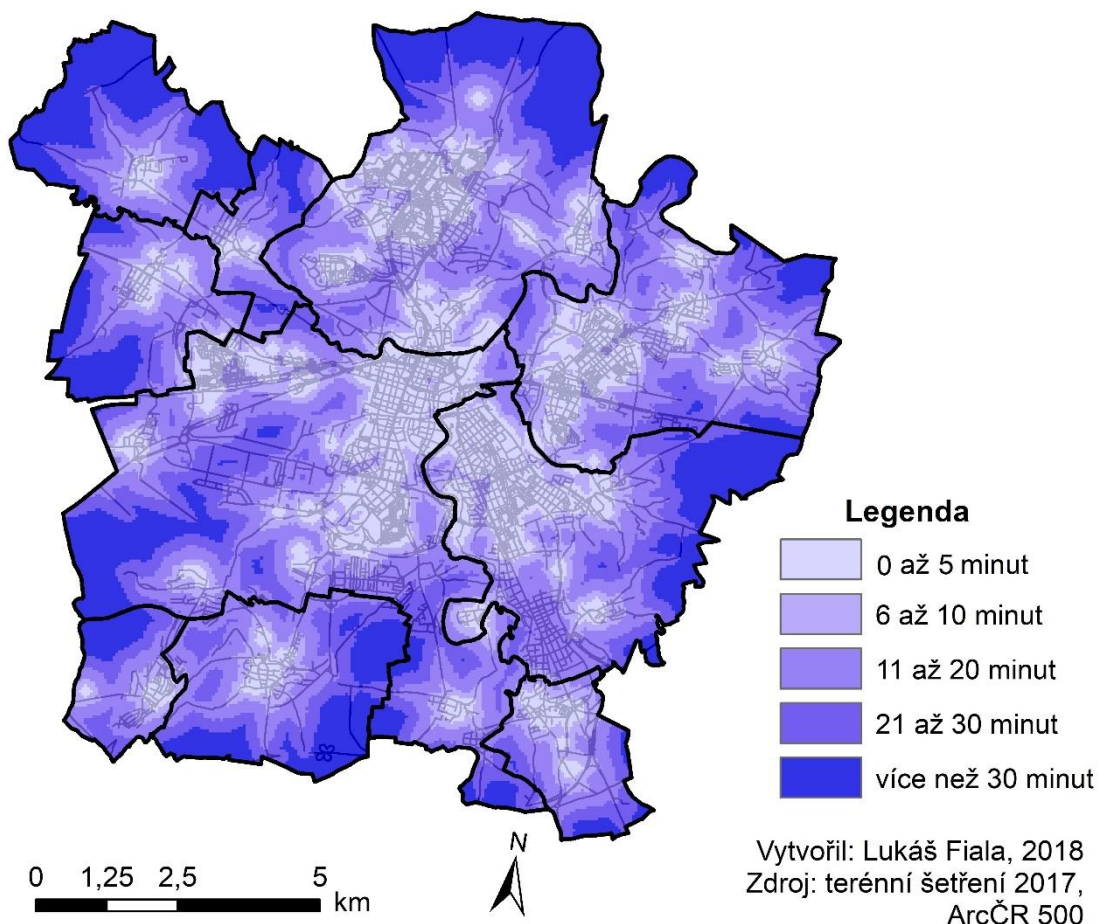 Legenda
0 až 5 minut
6 až 10 minut
11 až 20 minut
21 až 30 minut
více než 30 minut
N
0 1,25 2,5 5
km
Vytvořil: Lukáš Fiala, 2018
Zdroj: terénní šetření 2017,
ArcČR 500